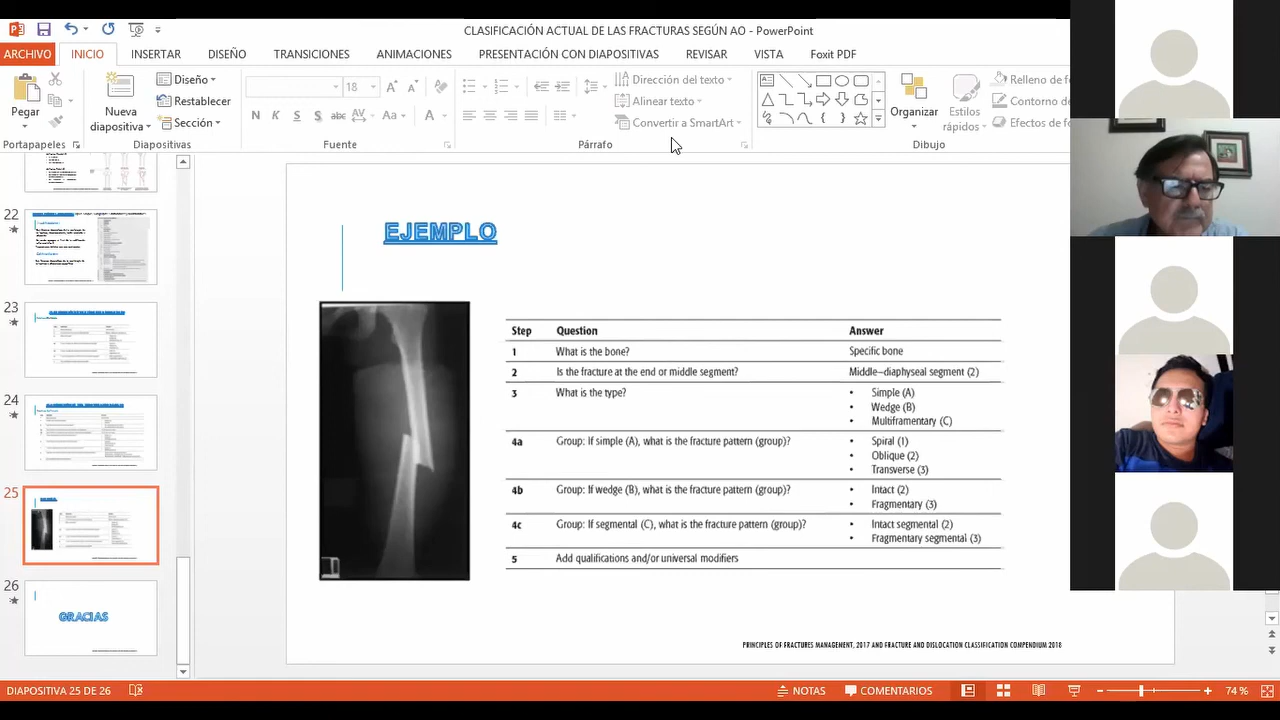 CLASIFICACIÓN ACTUAL DE LAS FRACTURAS SEGÚN AO - PowerPoint
ARCHIVO INICIO INSERTAR DISEÑO TRANSICIONES ANIMACIONES PRESENTACIÓN CON DIAPOSITIVAS REVISAR VISTA Foxit PDF
Pegar
Nueva diapositiva
Diseño
Restablecer
Sección
18
N K S S abc AV Aa A
Dirección del texto
Alinear texto
Convertir a SmartArt
Organizar
Estilos rápidos
Relleno de
Contorno de
Efectos de
Portapapeles Diapositivas Fuente Párrafo Dibujo
22
23
24
25
26
GRACIAS
EJEMPLO
Step Question Answer
1 What is the bone? Specific bone
2 Is the fracture at the end or middle segment? Middle–diaphyseal segment (2)
3 What is the type? • Simple (A)
• Wedge (B)
• Multiframentary (C)
4a Group: If simple (A), what is the fracture pattern (group)? • Spiral (1)
• Oblique (2)
• Transverse (3)
4b Group: If wedge (B), what is the fracture pattern (group)? • Intact (2)
• Fragmentary (3)
4c Group: If segmental (C), what is the fracture pattern (group)? • Intact segmental (2)
• Fragmentary segmental (3)
5 Add qualifications and/or universal modifiers
PRINCIPLES OF FRACTURES MANAGEMENT, 2017 AND FRACTURE AND DISLOCATION CLASSIFICATION COMPENDIUM 2018
DIAPOSITIVA 25 DE 26 NOTAS COMENTARIOS 74 %